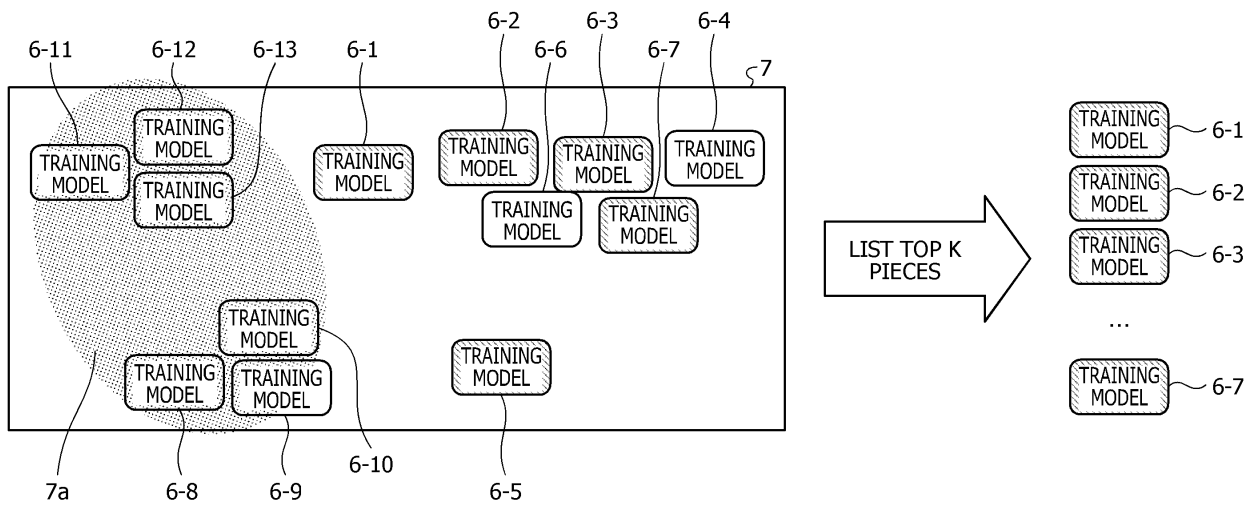 6-2
6-3
6-4
6-11
6-12
6-13
6-1
6-6
6-7
7
TRAINING
MODEL
TRAINING
MODEL
TRAINING
MODEL
TRAINING
MODEL
TRAINING
MODEL
TRAINING
MODEL
TRAINING
MODEL
TRAINING
MODEL
TRAINING
MODEL
TRAINING
MODEL
TRAINING
MODEL
TRAINING
MODEL
TRAINING
MODEL
7a
6-8
6-9
6-10
6-5
LIST TOP K
PIECES
TRAINING
MODEL
6-1
TRAINING
MODEL
6-2
TRAINING
MODEL
6-3
...
TRAINING
MODEL
6-7